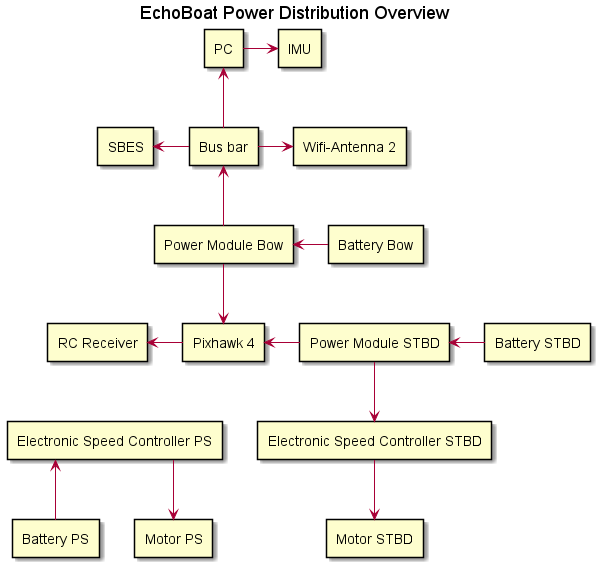 EchoBoat Power Distribution Overview
PC
IMU
SBES
Bus bar
Wifi-Antenna 2
Power Module Bow
Battery Bow
RC Receiver
Pixhawk 4
Power Module STBD
Battery STBD
Electronic Speed Controller PS
Electronic Speed Controller STBD
Battery PS
Motor PS
Motor STBD